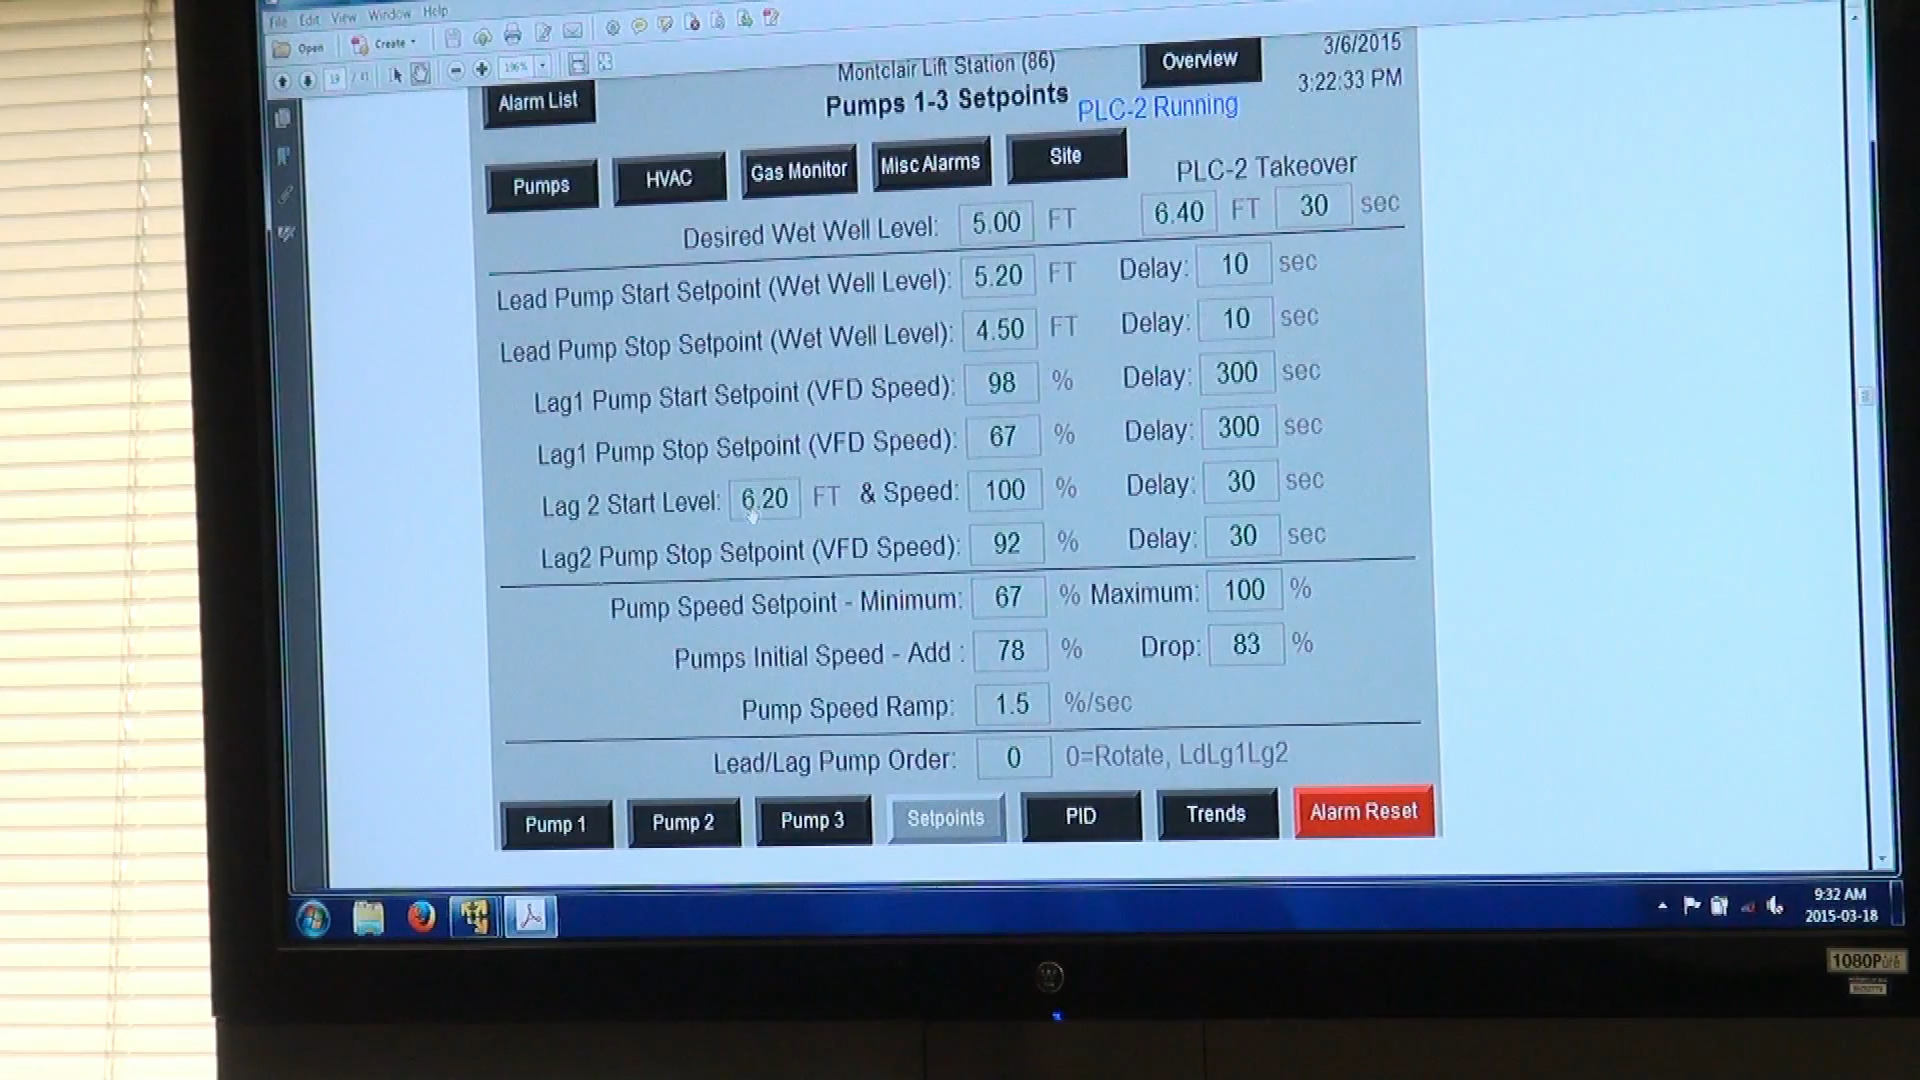 File Edit View Window Help
Open Create
19 / 41 196%
Montclair Lift Station (86) Overview 3/6/2015
Alarm List Pumps 1-3 Setpoints PLC-2 Running 3:22:33 PM
Pumps HVAC Gas Monitor Misc Alarms Site PLC-2 Takeover
Desired Wet Well Level: 5.00 FT 6.40 FT 30 sec
Lead Pump Start Setpoint (Wet Well Level): 5.20 FT Delay: 10 sec
Lead Pump Stop Setpoint (Wet Well Level): 4.50 FT Delay: 10 sec
Lag1 Pump Start Setpoint (VFD Speed): 98 % Delay: 300 sec
Lag1 Pump Stop Setpoint (VFD Speed): 67 % Delay: 300 sec
Lag 2 Start Level: 6.20 FT & Speed: 100 % Delay: 30 sec
Lag2 Pump Stop Setpoint (VFD Speed): 92 % Delay: 30 sec
Pump Speed Setpoint - Minimum: 67 % Maximum: 100 %
Pumps Initial Speed - Add : 78 % Drop: 83 %
Pump Speed Ramp: 1.5 %/sec
Lead/Lag Pump Order: 0 0=Rotate, LdLg1Lg2
Pump 1 Pump 2 Pump 3 Setpoints PID Trends Alarm Reset
9:32 AM
2015-03-18
1080P